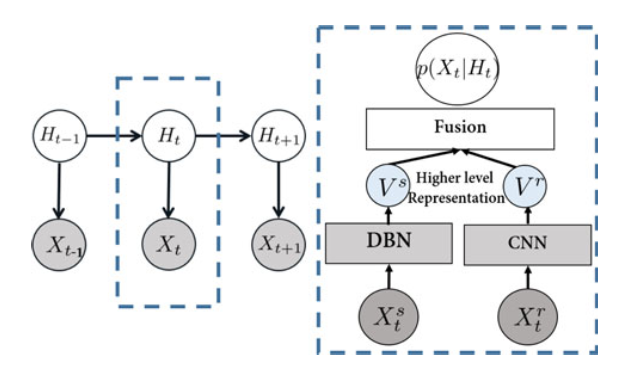 H_{t-1}
H_t
H_{t+1}
X_{t-1}
X_t
X_{t+1}
p(X_t|H_t)
Fusion
V^s
Higher level
Representation
V^r
DBN
CNN
X_t^s
X_t^r